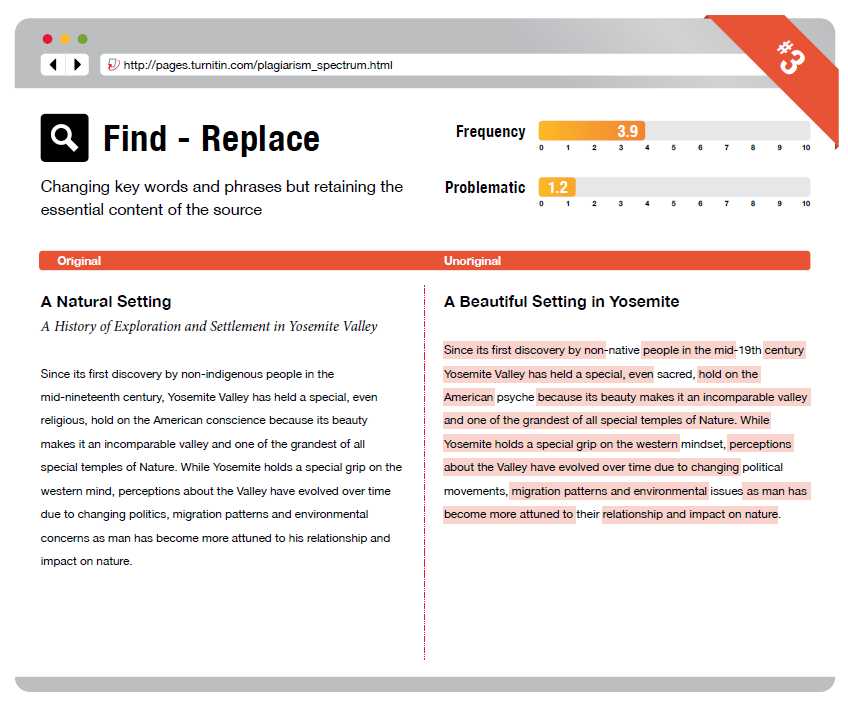 #3
http://pages.turnitin.com/plagiarism_spectrum.html
Find - Replace
Changing key words and phrases but retaining the
essential content of the source
Frequency 3.9
0 1 2 3 4 5 6 7 8 9 10
Problematic 1.2
0 1 2 3 4 5 6 7 8 9 10
Original
A Natural Setting
A History of Exploration and Settlement in Yosemite Valley
Since its first discovery by non-indigenous people in the
mid-nineteenth century, Yosemite Valley has held a special, even
religious, hold on the American conscience because its beauty
makes it an incomparable valley and one of the grandest of all
special temples of Nature. While Yosemite holds a special grip on the
western mind, perceptions about the Valley have evolved over time
due to changing politics, migration patterns and environmental
concerns as man has become more attuned to his relationship and
impact on nature.
Unoriginal
A Beautiful Setting in Yosemite
Since its first discovery by non-native people in the mid-19th century
Yosemite Valley has held a special, even sacred, hold on the
American psyche because its beauty makes it an incomparable valley
and one of the grandest of all special temples of Nature. While
Yosemite holds a special grip on the western mindset, perceptions
about the Valley have evolved over time due to changing political
movements, migration patterns and environmental issues as man has
become more attuned to their relationship and impact on nature.